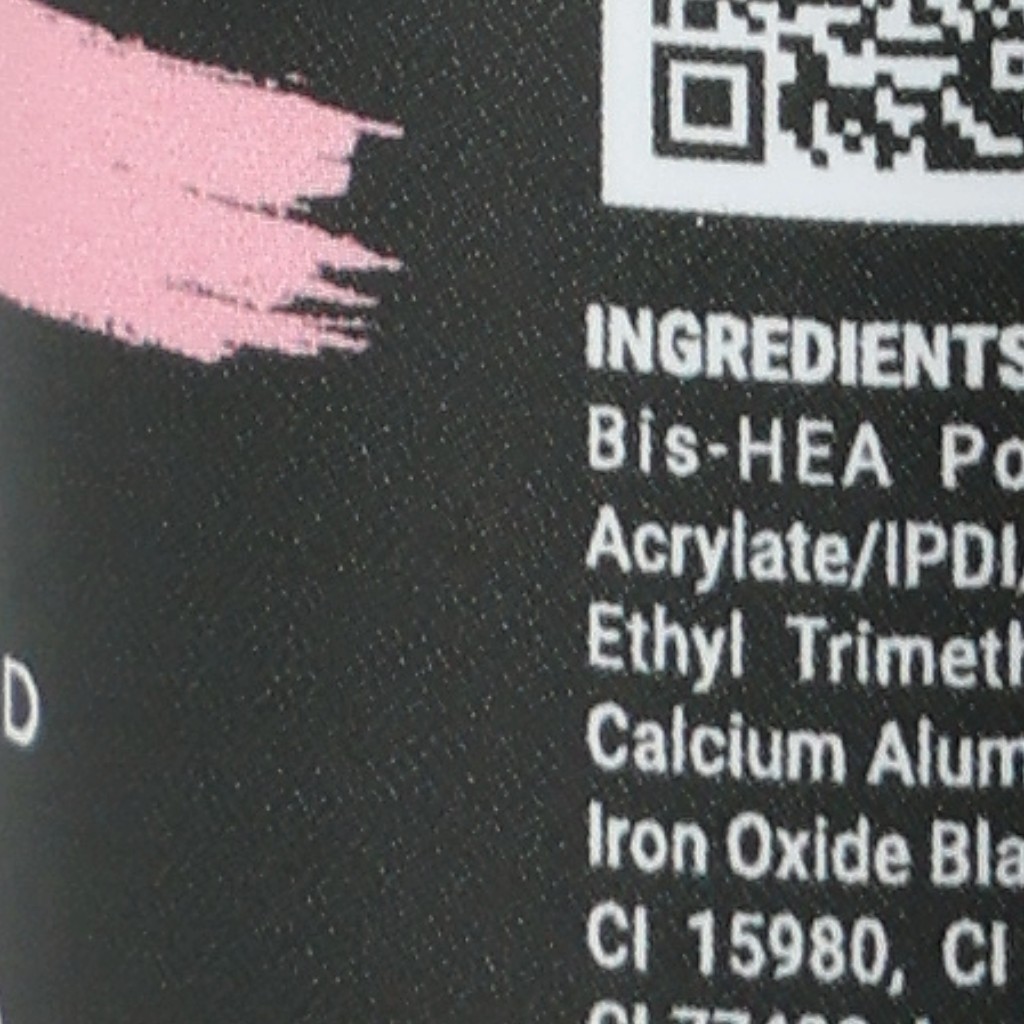 INGREDIENTS
Bis-HEA Po
Acrylate/IPDI/
Ethyl Trimeth
Calcium Alum
Iron Oxide Bla
CI 15980, CI
D